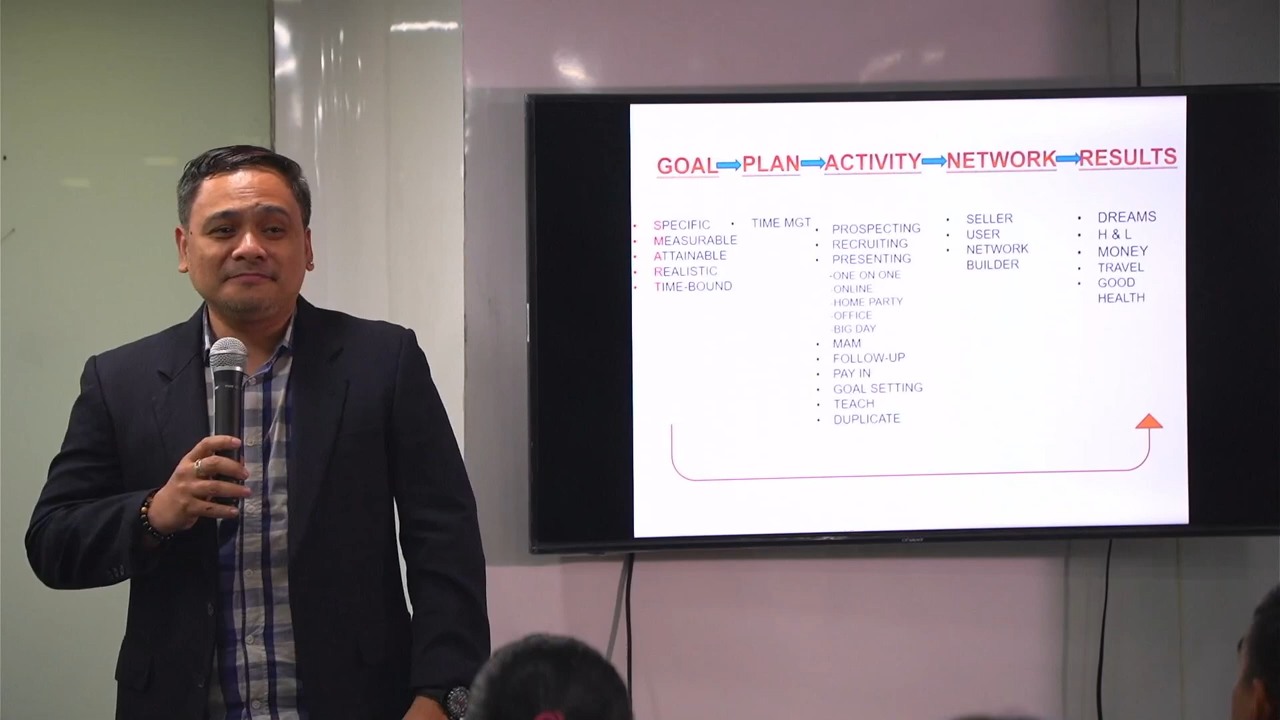 GOAL PLAN ACTIVITY NETWORK RESULTS
• SPECIFIC
• MEASURABLE
• ATTAINABLE
• REALISTIC
• TIME-BOUND
• TIME MGT
• PROSPECTING
• RECRUITING
• PRESENTING
-ONE ON ONE
-ONLINE
-HOME PARTY
-OFFICE
-BIG DAY
• MAM
• FOLLOW-UP
• PAY IN
• GOAL SETTING
• TEACH
• DUPLICATE
• SELLER
• USER
• NETWORK
BUILDER
• DREAMS
• H & L
• MONEY
• TRAVEL
• GOOD
HEALTH